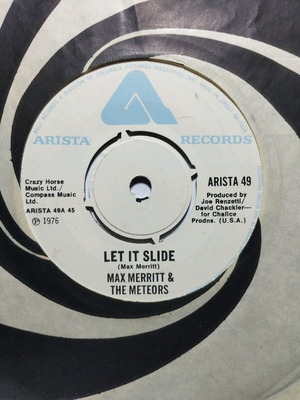 ARISTA RECORDS
Crazy Horse
Music Ltd./
Compass Music
Ltd.
ARISTA 49A 45
℗ 1976
ARISTA 49
Produced by
Joe Renzetti/
David Chackler—
for Chalice
Prodns. (U.S.A.)
LET IT SLIDE
(Max Merritt)
MAX MERRITT &
THE METEORS